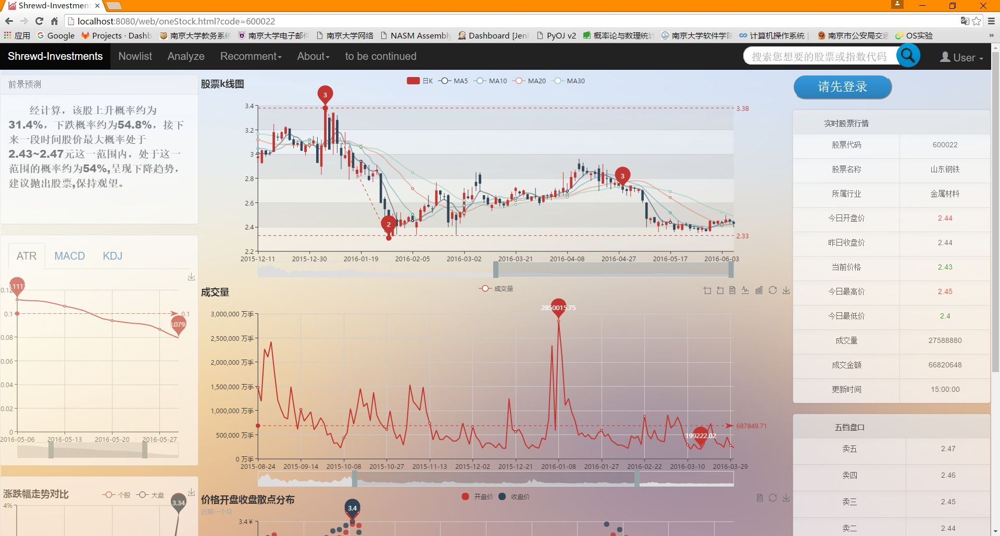 Shrewd-Investmen
localhost:8080/web/oneStock.html?code=600022
应用
Google
Projects · Dashb
南京大学教务系统
南京大学电子邮件
南京大学网络
NASM Assembly
Dashboard [Jen
PyOJ v2
概率论与数理统计
南京大学软件学院
计算机操作系统
南京市公安局交通
OS实验
»
Shrewd-Investments
Nowlist
Analyze
Recomment
About
to be continued
搜索您想要的股票或指数代码
User
前景预测
经计算，该股上升概率约为
31.4%，下跌概率约为54.8%，接下
来一段时间股价最大概率处于
2.43~2.47元这一范围内，处于这一
范围的概率约为54%,呈现下降趋势，
建议抛出股票,保持观望。
ATR
MACD
KDJ
0.1117
0.12
0.1
0.1
0.0793
0.08
0.06
0.04
0.02
0
2016-05-06
2016-05-13
2016-05-20
2016-05-27
涨跌幅走势对比
个股
大盘
3.34
4%
股票k线图
日K
MA5
MA10
MA20
MA30
3
3.4
3.38
3.2
3
2.8
3
2.6
2
2.4
2.33
2.2
2015-12-11
2015-12-30
2016-01-19
2016-02-05
2016-03-02
2016-03-21
2016-04-08
2016-04-27
2016-05-17
2016-06-03
成交量
成交量
2850015.75
3,000,000 万手
2,500,000 万手
2,000,000 万手
1,500,000 万手
1,000,000 万手
687849.71
199222.02
500,000 万手
0 万手
2015-08-24
2015-09-14
2015-10-08
2015-10-27
2015-11-13
2015-12-02
2015-12-21
2016-01-08
2016-01-27
2016-02-22
2016-03-10
2016-03-29
价格开盘收盘散点分布
近期一个月
开盘价
收盘价
3.4
3.4 ¥
请先登录
实时股票行情
股票代码 600022
股票名称 山东钢铁
所属行业 金属材料
今日开盘价 2.44
昨日收盘价 2.44
当前价格 2.43
今日最高价 2.45
今日最低价 2.4
成交量 27588880
成交金额 66820648
更新时间 15:00:00
五档盘口
卖五 2.47
卖四 2.46
卖三 2.45
卖二 2.44